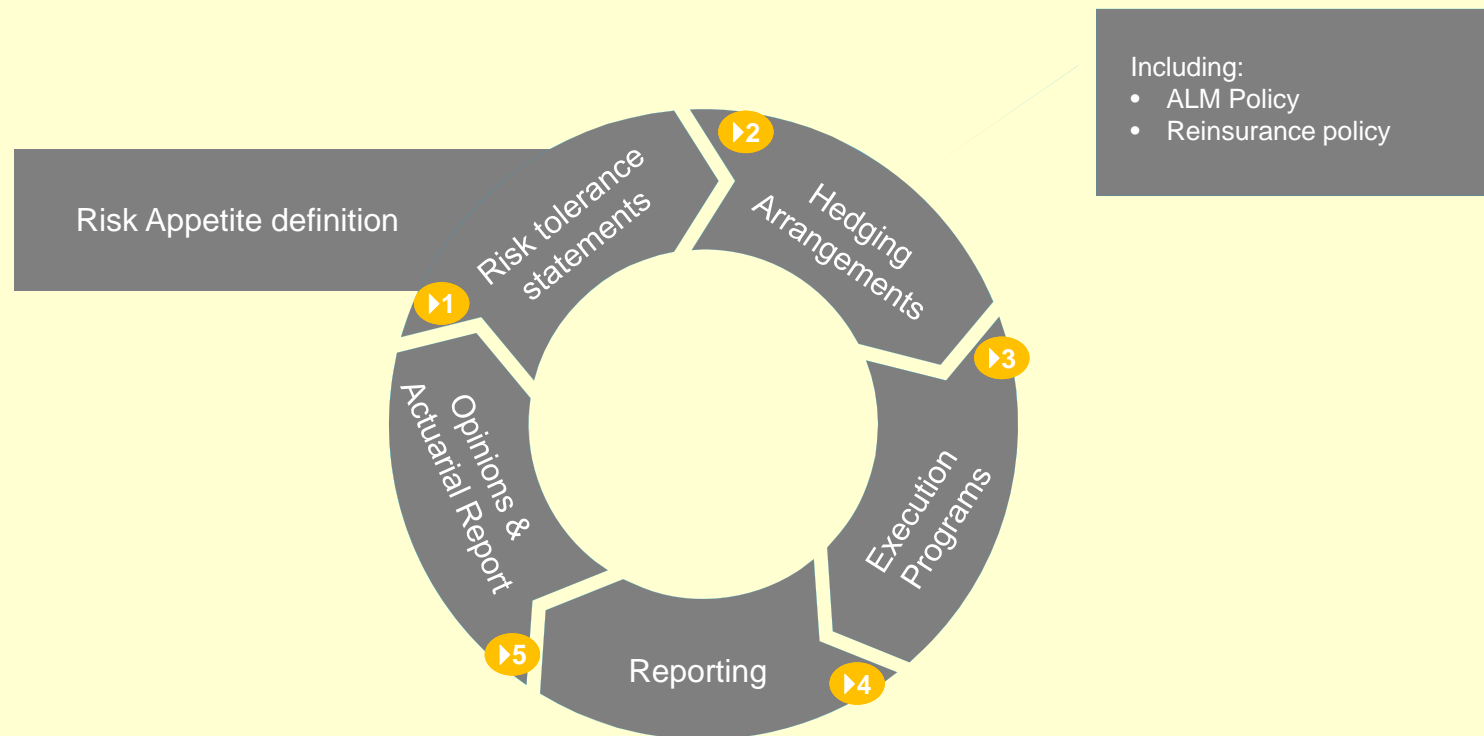 Including:
• ALM Policy
• Reinsurance policy
Risk Appetite definition
1
Risk tolerance
statements
2
Hedging
Arrangements
3
Execution
Programs
4
Reporting
5
Opinions &
Actuarial Report